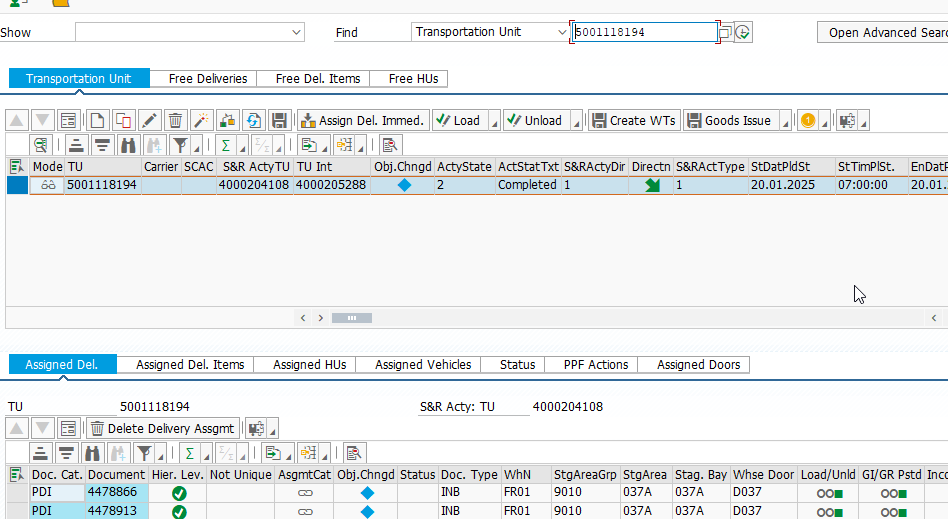 Show Find Transportation Unit 5001118194 Open Advanced Sear
Transportation Unit Free Deliveries Free Del. Items Free HUs
Assign Del. Immed. Load Unload Create WTs Goods Issue 1
Mode TU Carrier SCAC S&R ActyTU TU Int Obj.Chngd ActyState ActStatTxt S&RActyDir Directn S&RActType StDatPldSt StTimPlSt. EnDatP
5001118194 4000204108 4000205288 2 Completed 1 1 20.01.2025 07:00:00 20.01.
Assigned Del. Assigned Del. Items Assigned HUs Assigned Vehicles Status PPF Actions Assigned Doors
TU 5001118194 S&R Acty: TU 4000204108
Delete Delivery Assgmt
Doc. Cat. Document Hier. Lev. Not Unique AsgmtCat Obj.Chngd Status Doc. Type WhN StgAreaGrp StgArea Stag. Bay Whse Door Load/Unld GI/GR Pstd Inco
PDI 4478866 INB FR01 9010 037A 037A D037
PDI 4478913 INB FR01 9010 037A 037A D037